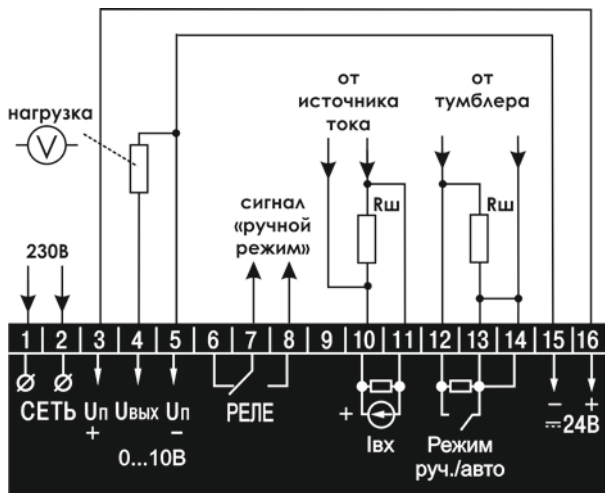 от
источника
тока
от
тумблера
нагрузка
V
Rш
Rш
сигнал
«ручной
режим»
230В
1 2 3 4 5 6 7 8 9 10 11 12 13 14 15 16
СЕТЬ Uп Uвых Uп РЕЛЕ
+ –
0...10В
+
Iвх
Режим
руч./авто
– +
24В